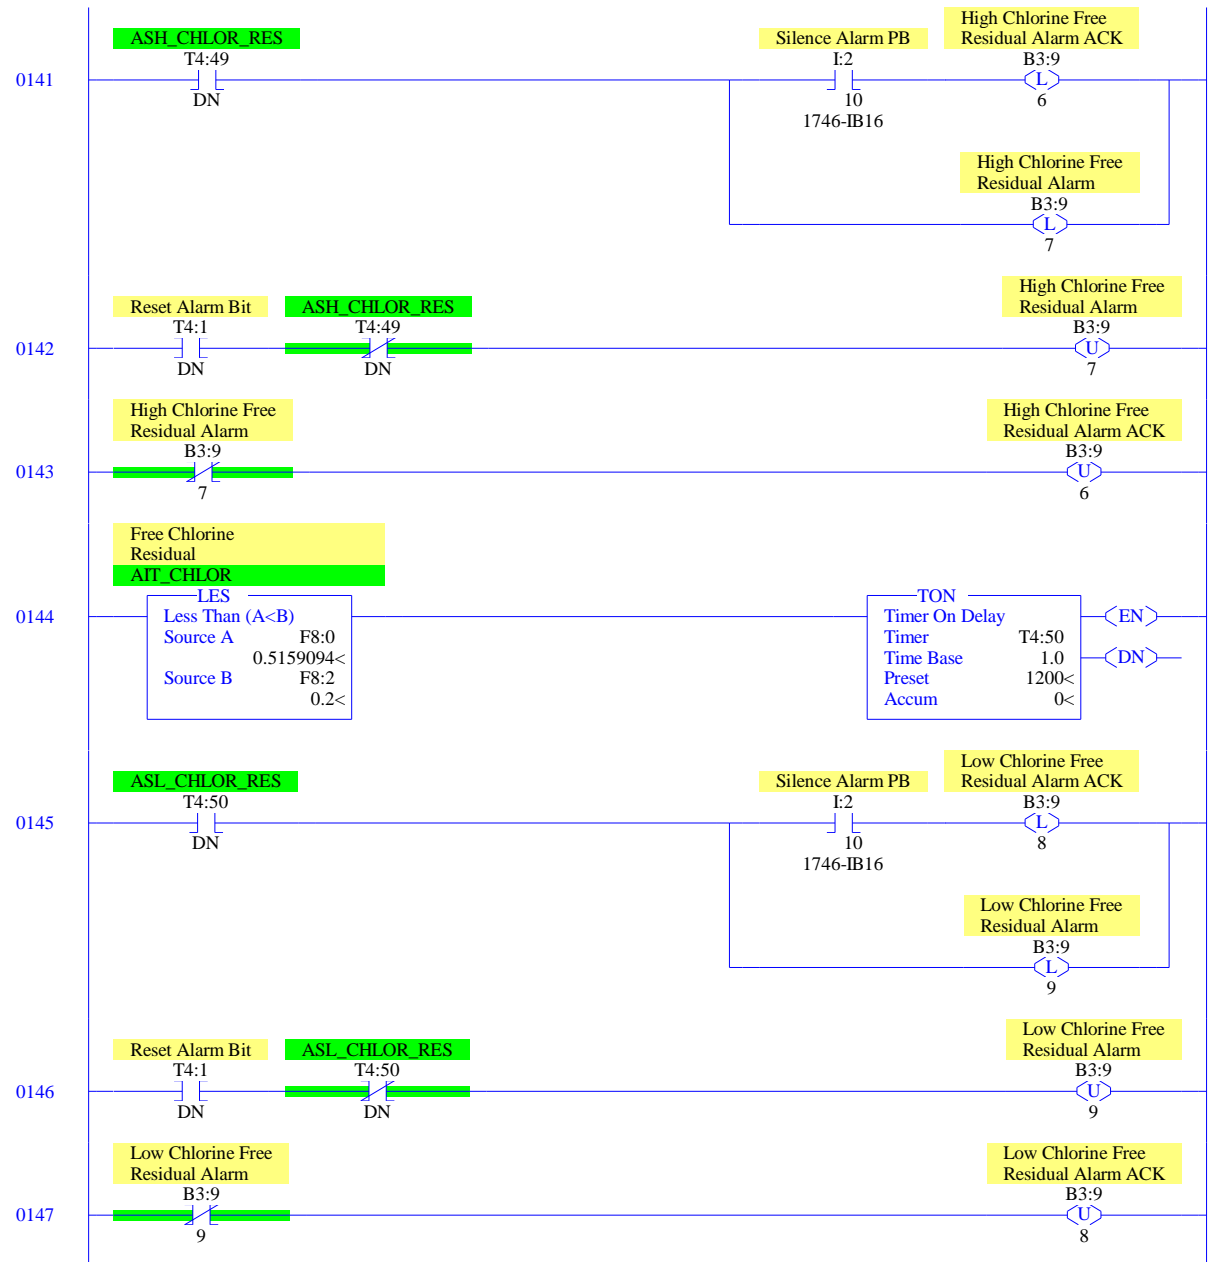 High Chlorine Free
ASH_CHLOR_RES
Silence Alarm PB
Residual Alarm ACK
T4:49
I:2
B3:9
0141
L
DN
10
6
1746-IB16
High Chlorine Free
Residual Alarm
B3:9
L
7
High Chlorine Free
Reset Alarm Bit
ASH_CHLOR_RES
Residual Alarm
T4:1
T4:49
B3:9
0142
U
DN
DN
7
High Chlorine Free
High Chlorine Free
Residual Alarm
Residual Alarm ACK
B3:9
B3:9
0143
U
7
6
Free Chlorine
Residual
AIT_CHLOR
LES
TON
0144
Less Than (A<B)
Timer On Delay
EN
Source A F8:0
Timer T4:50
0.5159094<
Time Base 1.0
DN
Source B F8:2
Preset 1200<
0.2<
Accum 0<
Low Chlorine Free
ASL_CHLOR_RES
Silence Alarm PB
Residual Alarm ACK
T4:50
I:2
B3:9
0145
L
DN
10
8
1746-IB16
Low Chlorine Free
Residual Alarm
B3:9
L
9
Low Chlorine Free
Reset Alarm Bit
ASL_CHLOR_RES
Residual Alarm
T4:1
T4:50
B3:9
0146
U
DN
DN
9
Low Chlorine Free
Low Chlorine Free
Residual Alarm
Residual Alarm ACK
B3:9
B3:9
0147
U
9
8